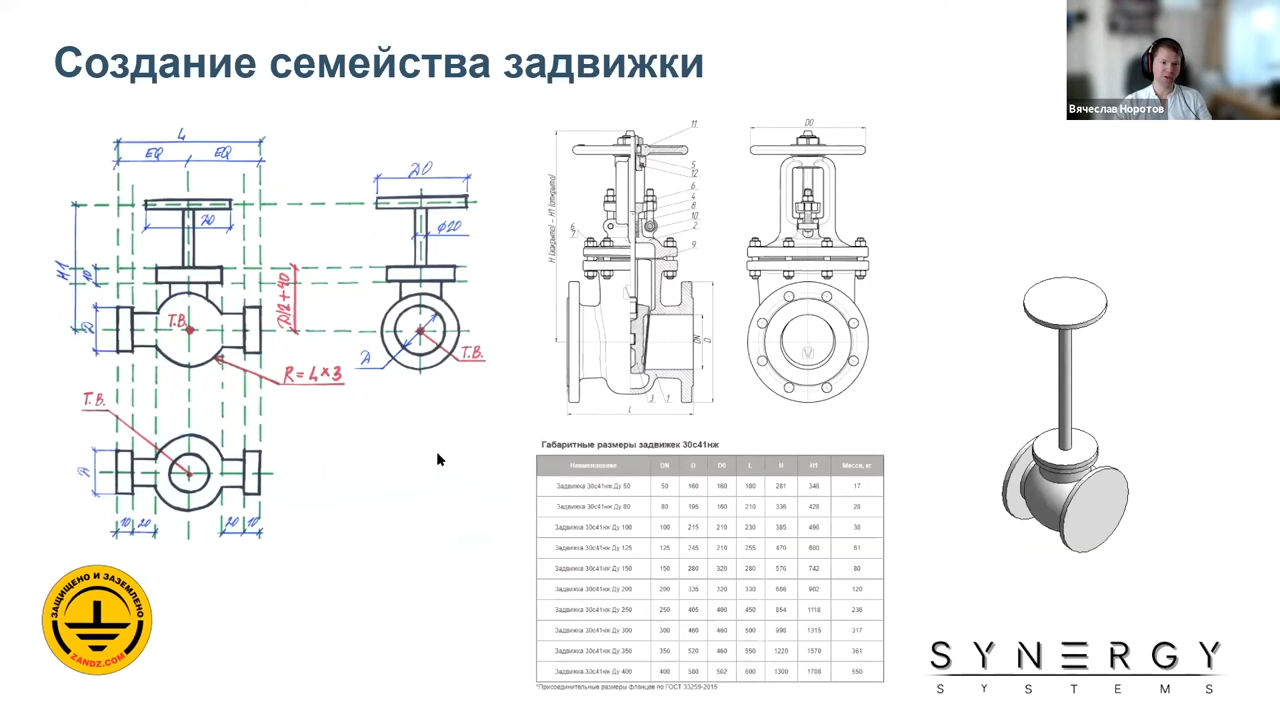 Создание семейства задвижки
Вячеслав Норотов
L
EQ EQ
70
H1
10
D
Т.В.
D/2+40
R=L×3
D0
Φ20
Д
Т.В.
Т.В.
D
10 20 20 10
ЗАЩИЩЕНО И ЗАЗЕМЛЕНО
ZANDZ.COM
H (закрыто) – H1 (открыто)
11
5
12
6
4
8
10
2
9
DN
D
3
1
L
D0
Габаритные размеры задвижек 30с41нж
Наименование DN D D0 L H H1 Масса, кг
Задвижка 30с41нж Ду 50 50 160 160 180 281 346 17
Задвижка 30с41нж Ду 80 80 195 160 210 336 428 28
Задвижка 30с41нж Ду 100 100 215 210 230 385 496 38
Задвижка 30с41нж Ду 125 125 245 210 255 470 600 61
Задвижка 30с41нж Ду 150 150 280 320 280 576 742 80
Задвижка 30с41нж Ду 200 200 335 320 330 686 902 120
Задвижка 30с41нж Ду 250 250 405 400 450 854 1118 236
Задвижка 30с41нж Ду 300 300 460 460 500 998 1315 317
Задвижка 30с41нж Ду 350 350 520 460 550 1220 1570 361
Задвижка 30с41нж Ду 400 400 580 502 600 1300 1708 550
*Присоединительные размеры фланцев по ГОСТ 33259-2015
SYNERGY
SYSTEMS